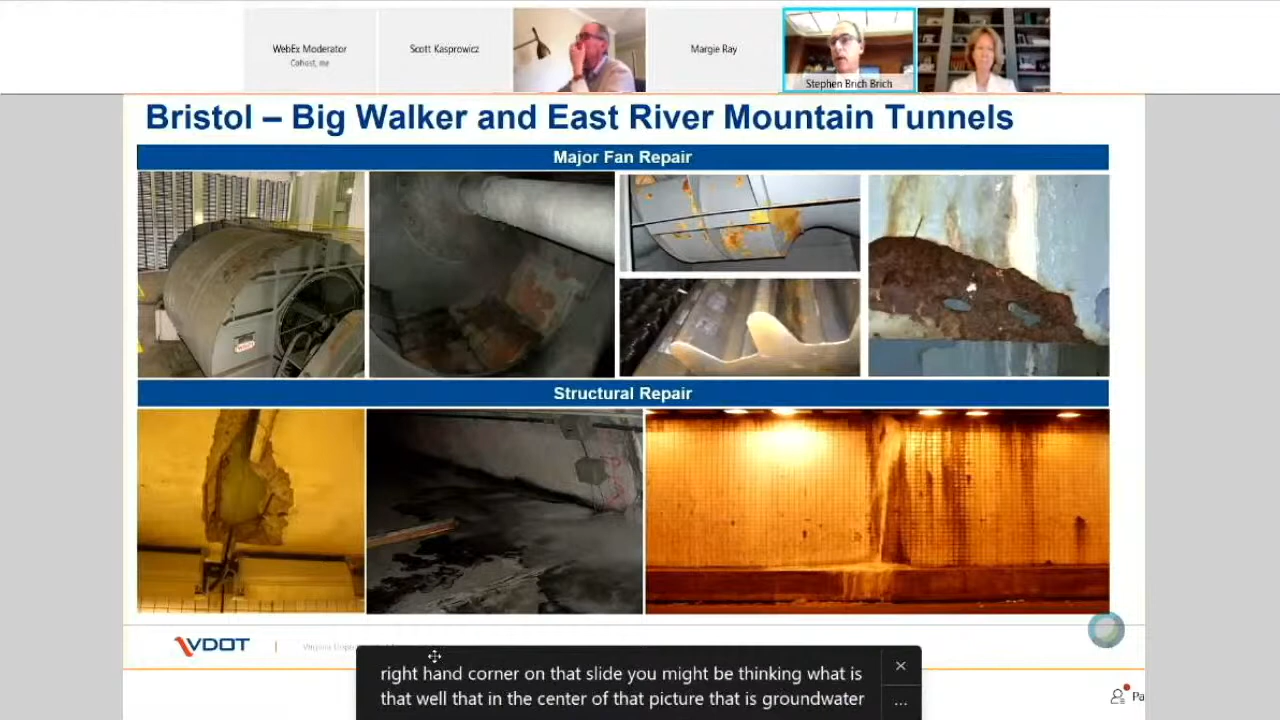 WebEx Moderator
Cohost, me
Scott Kasprowicz
Margie Ray
Stephen Brich Brich
Bristol – Big Walker and East River Mountain Tunnels
Major Fan Repair
Structural Repair
VDOT
right hand corner on that slide you might be thinking what is
that well that in the center of that picture that is groundwater
Pa